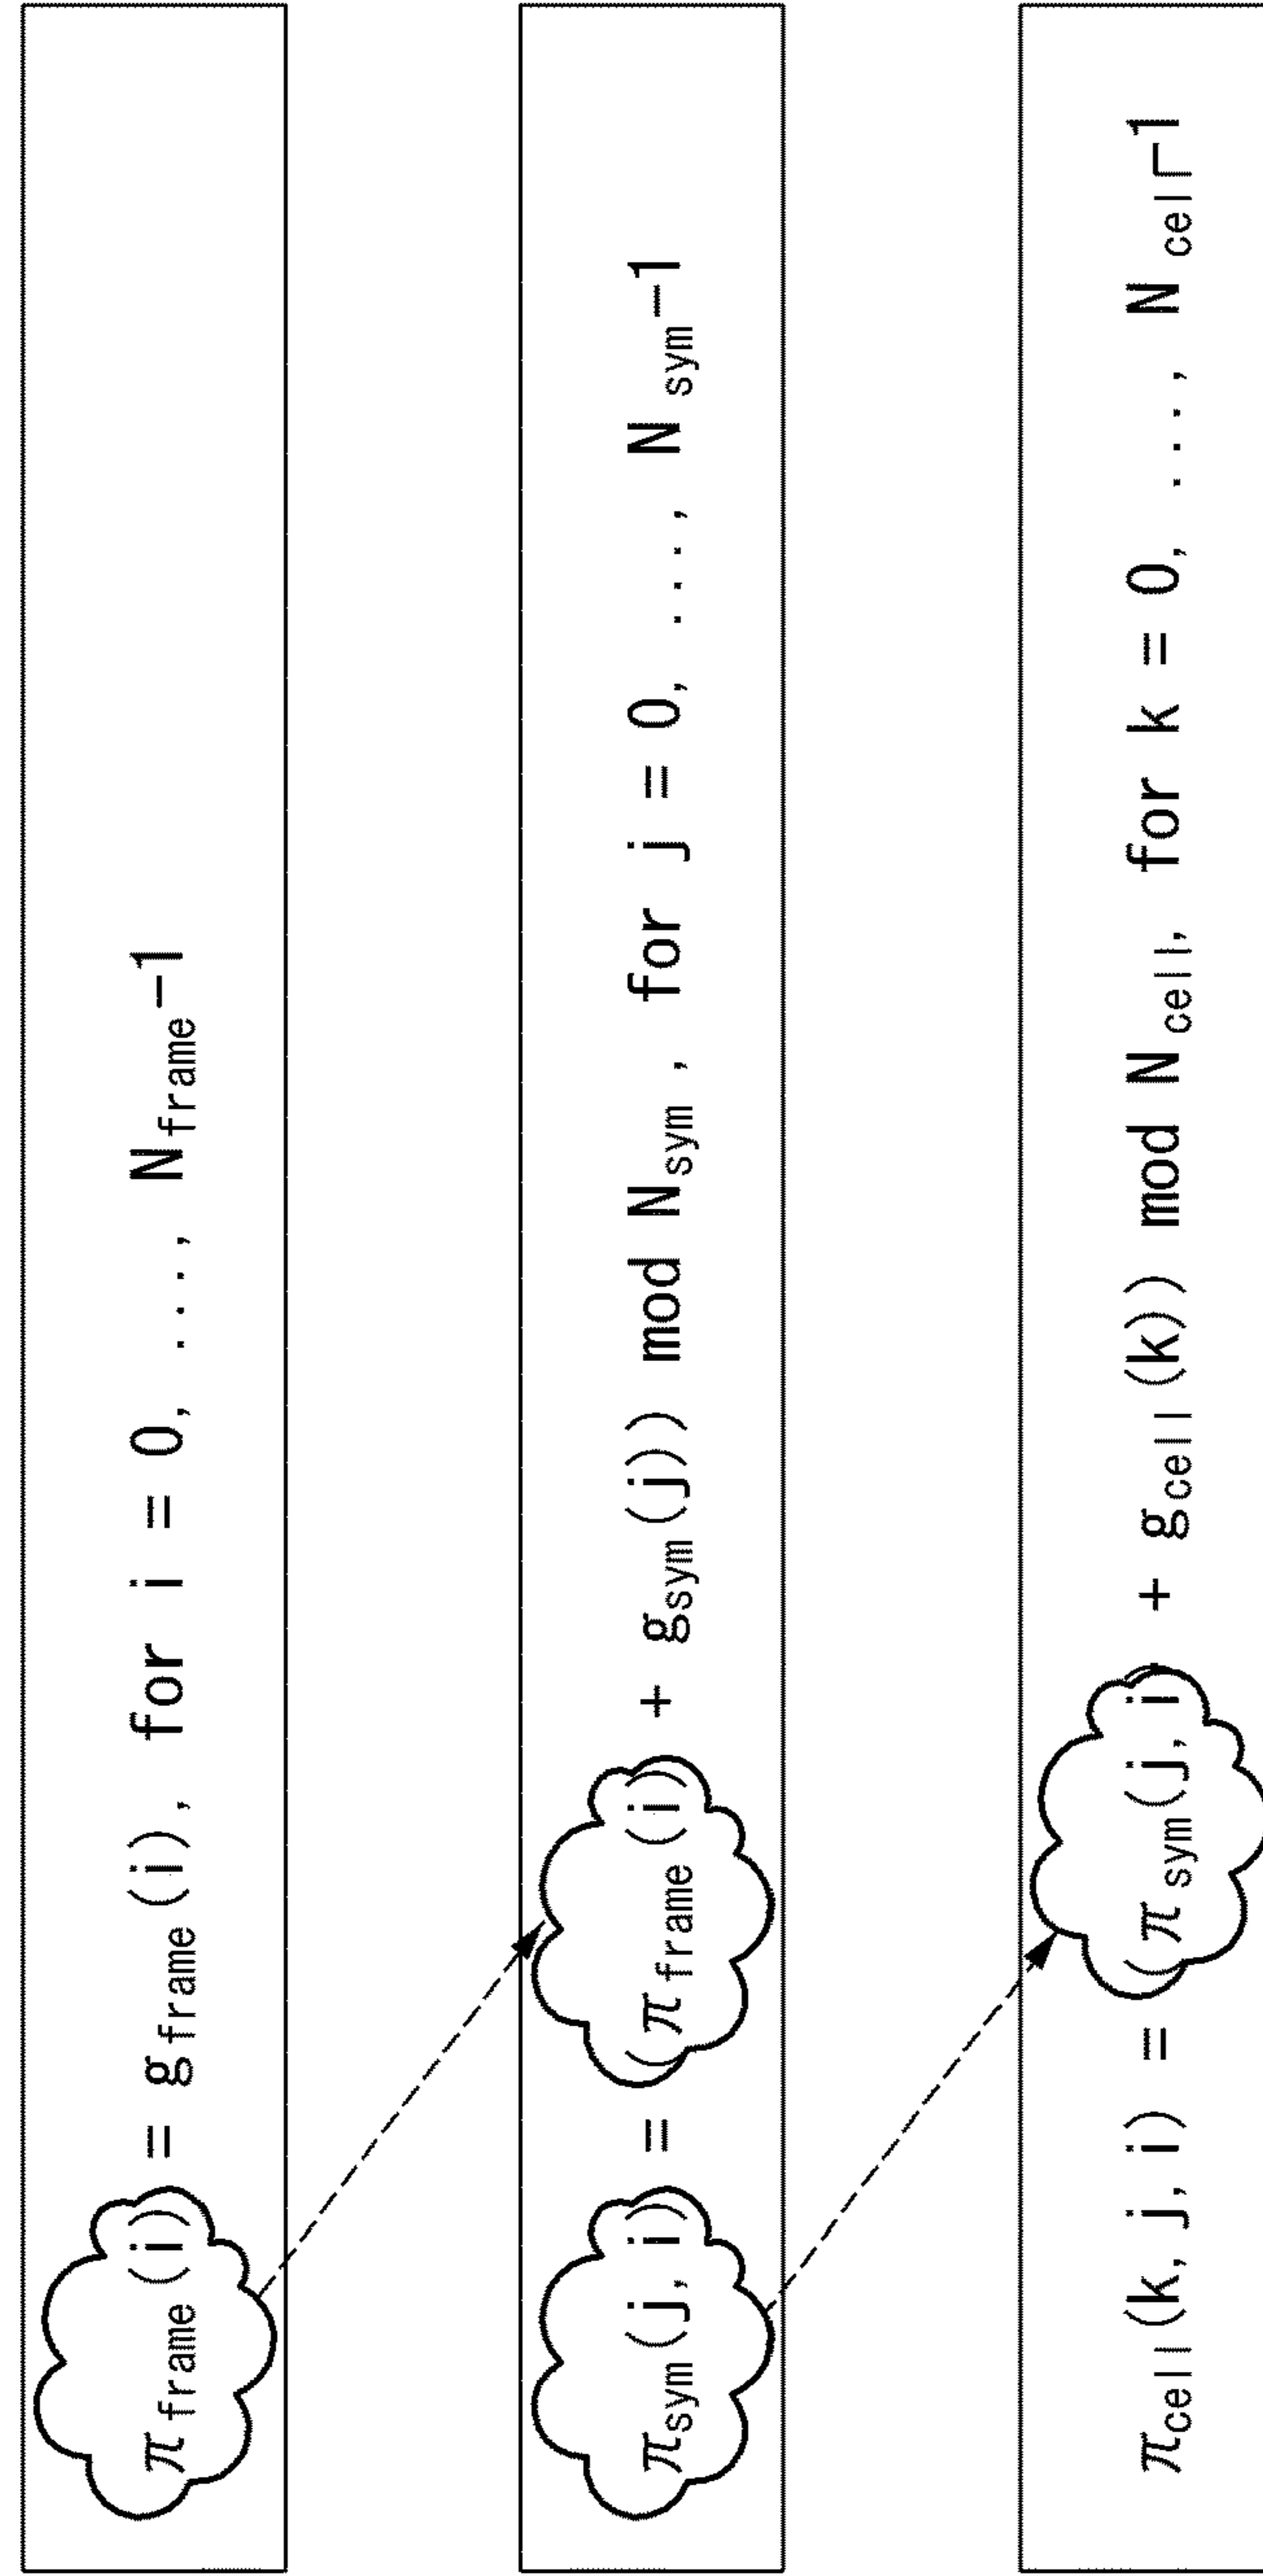 π_frame(i) = g_frame(i), for i = 0, ..., N_frame-1
π_sym(j, i) = (π_frame(i) + g_sym(j)) mod N_sym, for j = 0, ..., N_sym-1
π_cell(k, j, i) = (π_sym(j, i) + g_cell(k)) mod N_cell, for k = 0, ..., N_cell-1